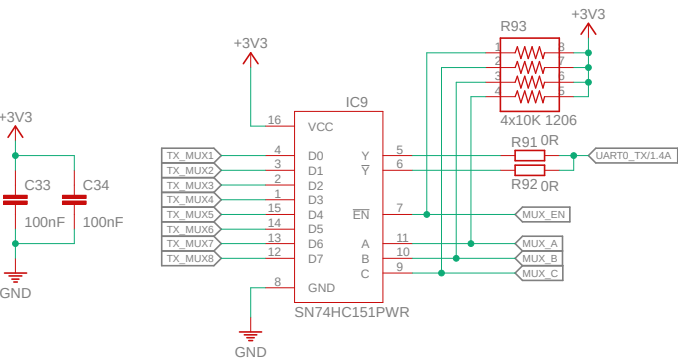 +3V3
R93
1 8
2 7
3 6
4 5
4x10K 1206
+3V3
IC9
16 VCC
+3V3
C33 C34
100nF 100nF
GND
TX_MUX1 4 D0 Y 5
TX_MUX2 3 D1 Y 6
TX_MUX3 2 D2
TX_MUX4 1 D3
TX_MUX5 15 D4 EN 7 MUX_EN
TX_MUX6 14 D5
TX_MUX7 13 D6 A 11 MUX_A
TX_MUX8 12 D7 B 10 MUX_B
C 9 MUX_C
8 GND
R91 0R
UART0_TX/1.4A
R92 0R
SN74HC151PWR
GND